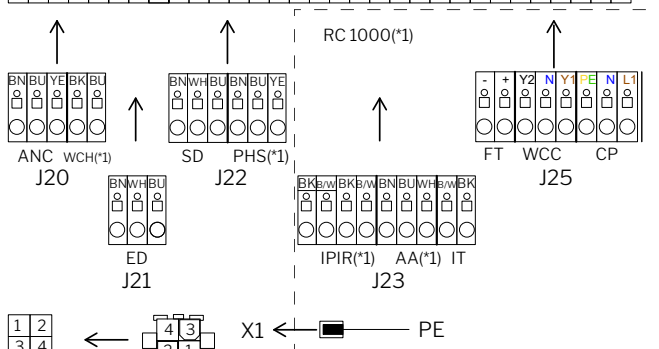 RC 1000(*1)
BN BU YE BK BU
BN WH BU BN BU YE
- + Y2 N Y1 PE N L1
ANC WCH(*1)
SD PHS(*1)
FT WCC CP
J20
J22
J25
BN WH BU
BK B/W BK B/W BN BU WH B/W BK
ED
IPIR(*1) AA(*1) IT
J21
J23
1 2
3 4
4 3
2 1
X1
PE